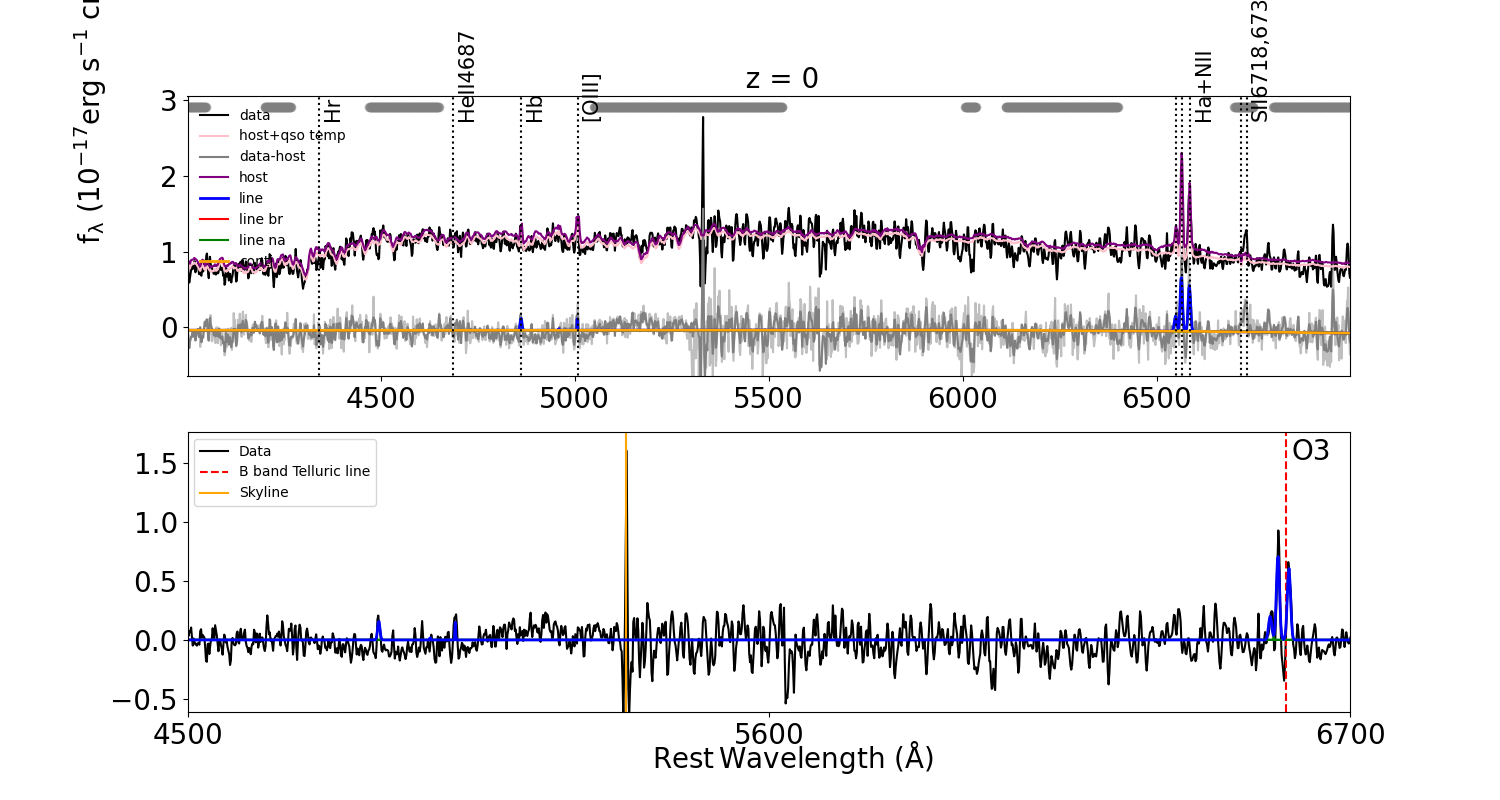 z = 0
f_λ (10^−17 erg s^−1
Hr
HeII4687
Hb
[OIII]
Ha+NII
SII6718,673
data
host+qso temp
data-host
host
line
line br
line na
3
2
1
0
4500 5000 5500 6000 6500
Data
B band Telluric line
Skyline
O3
1.5
1.0
0.5
0.0
−0.5
4500 5600 6700
Rest Wavelength (Å)